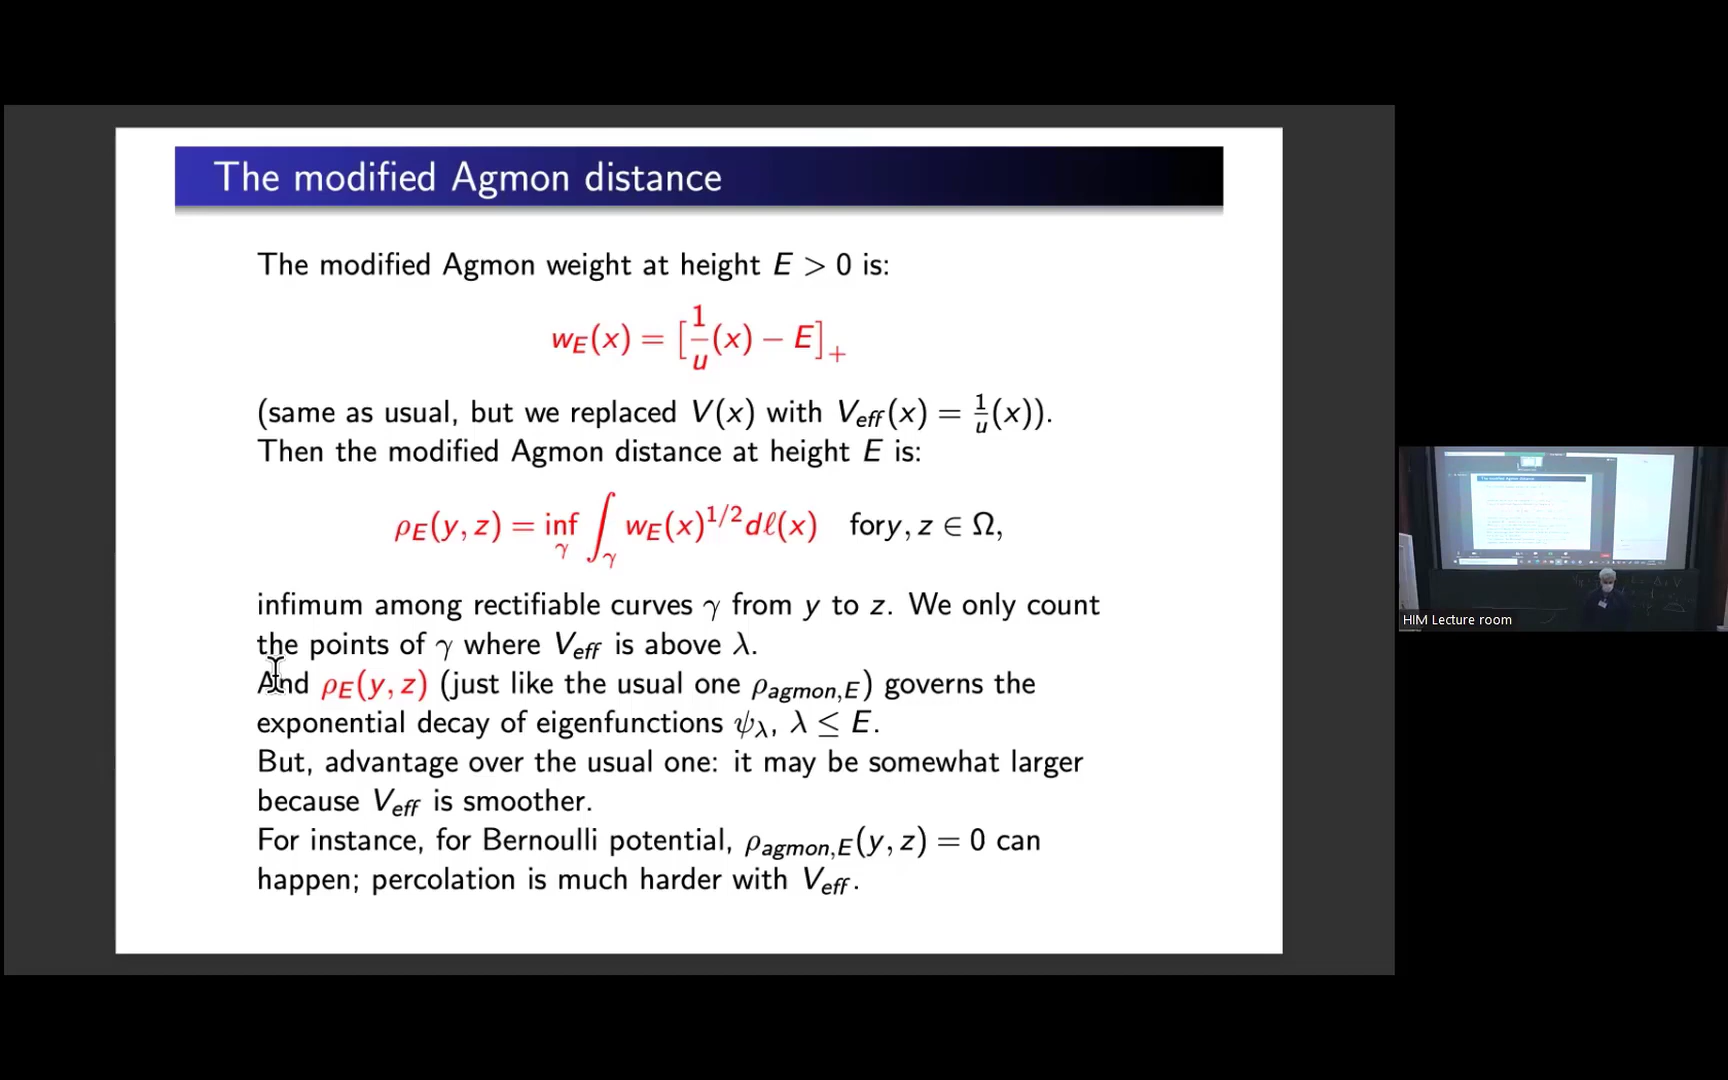 The modified Agmon distance
The modified Agmon weight at height E > 0 is:
w_E(x) = [1/u (x) − E]_+
(same as usual, but we replaced V(x) with V_eff(x) = 1/u (x)).
Then the modified Agmon distance at height E is:
ρ_E(y, z) = inf_γ ∫_γ w_E(x)^{1/2} dℓ(x) fory, z ∈ Ω,
infimum among rectifiable curves γ from y to z. We only count
the points of γ where V_eff is above λ.
And ρ_E(y, z) (just like the usual one ρ_agmon,E) governs the
exponential decay of eigenfunctions ψ_λ, λ ≤ E.
But, advantage over the usual one: it may be somewhat larger
because V_eff is smoother.
For instance, for Bernoulli potential, ρ_agmon,E(y, z) = 0 can
happen; percolation is much harder with V_eff.
HIM Lecture room